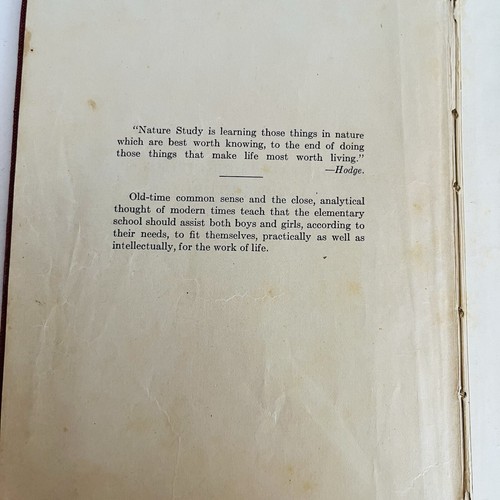 "Nature Study is learning those things in nature
which are best worth knowing, to the end of doing
those things that make life most worth living."
—Hodge.
Old-time common sense and the close, analytical
thought of modern times teach that the elementary
school should assist both boys and girls, according to
their needs, to fit themselves, practically as well as
intellectually, for the work of life.